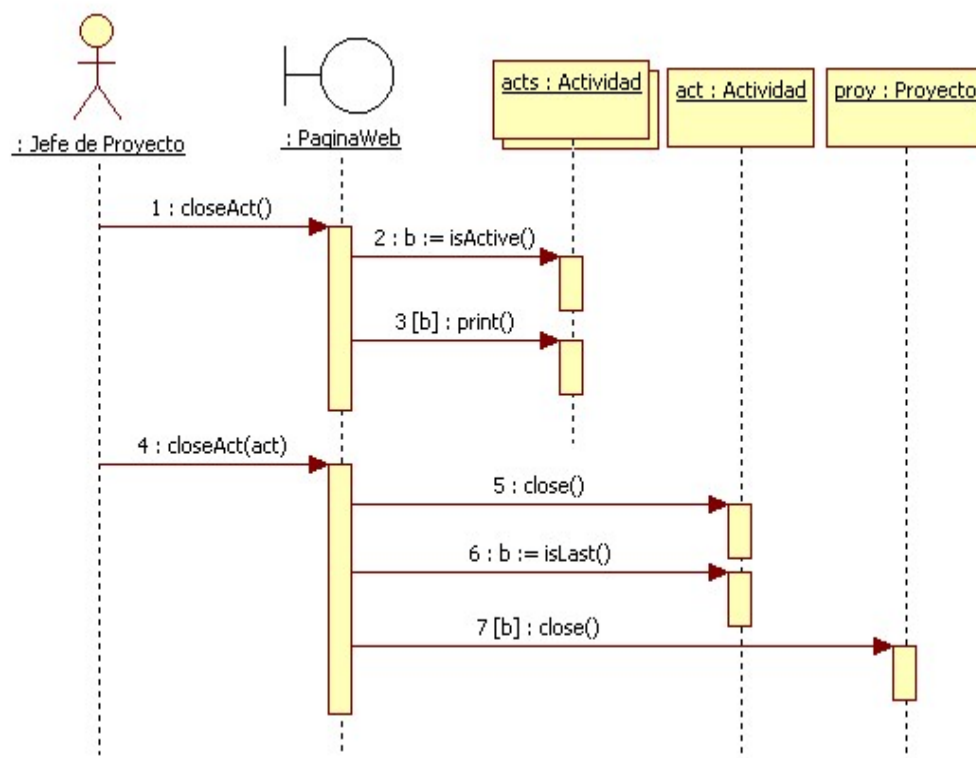 : Jefe de Proyecto
: PaginaWeb
acts : Actividad
act : Actividad
proy : Proyecto
1 : closeAct()
2 : b := isActive()
3 [b] : print()
4 : closeAct(act)
5 : close()
6 : b := isLast()
7 [b] : close()